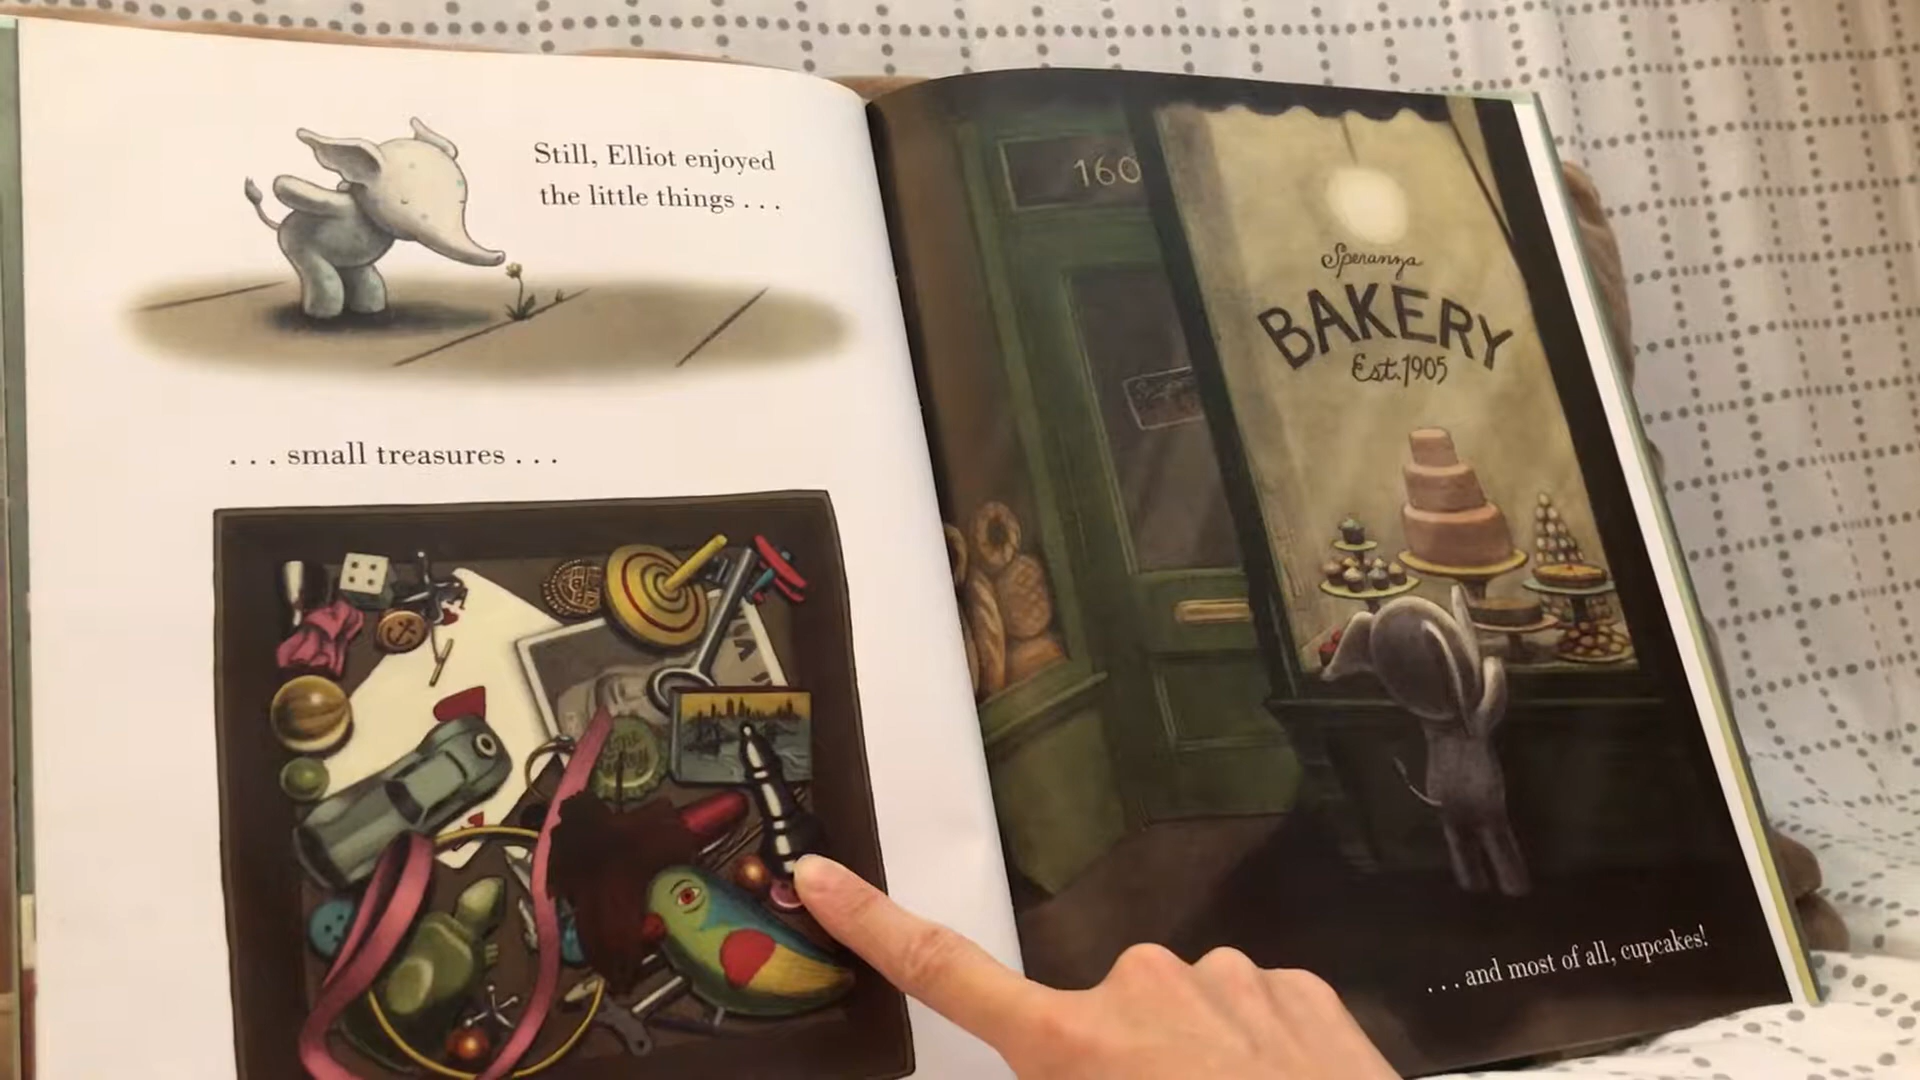 Still, Elliot enjoyed
the little things . . .
. . . small treasures . . .
160
Speranza
BAKERY
Est. 1905
. . . and most of all, cupcakes!